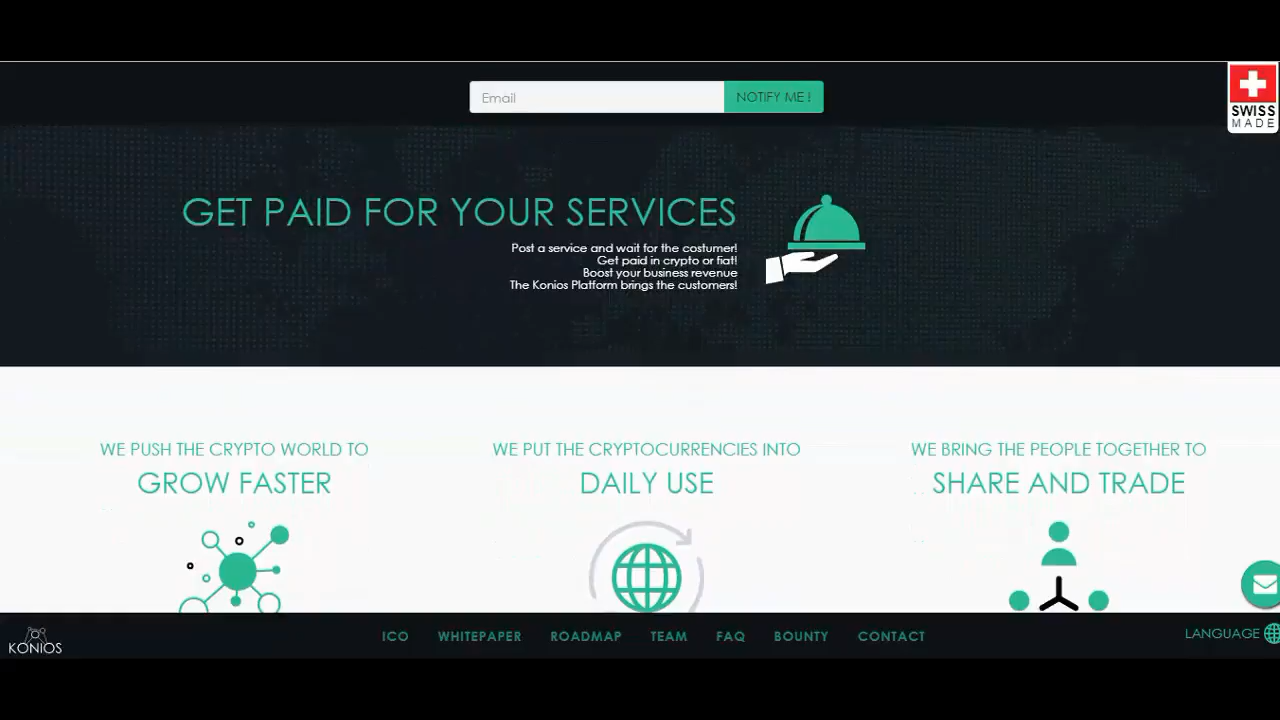 Email
NOTIFY ME !
SWISS
MADE
GET PAID FOR YOUR SERVICES
Post a service and wait for the costumer!
Get paid in crypto or fiat!
Boost your business revenue
The Konios Platform brings the customers!
WE PUSH THE CRYPTO WORLD TO
GROW FASTER
WE PUT THE CRYPTOCURRENCIES INTO
DAILY USE
WE BRING THE PEOPLE TOGETHER TO
SHARE AND TRADE
KONIOS
ICO WHITEPAPER ROADMAP TEAM FAQ BOUNTY CONTACT
LANGUAGE